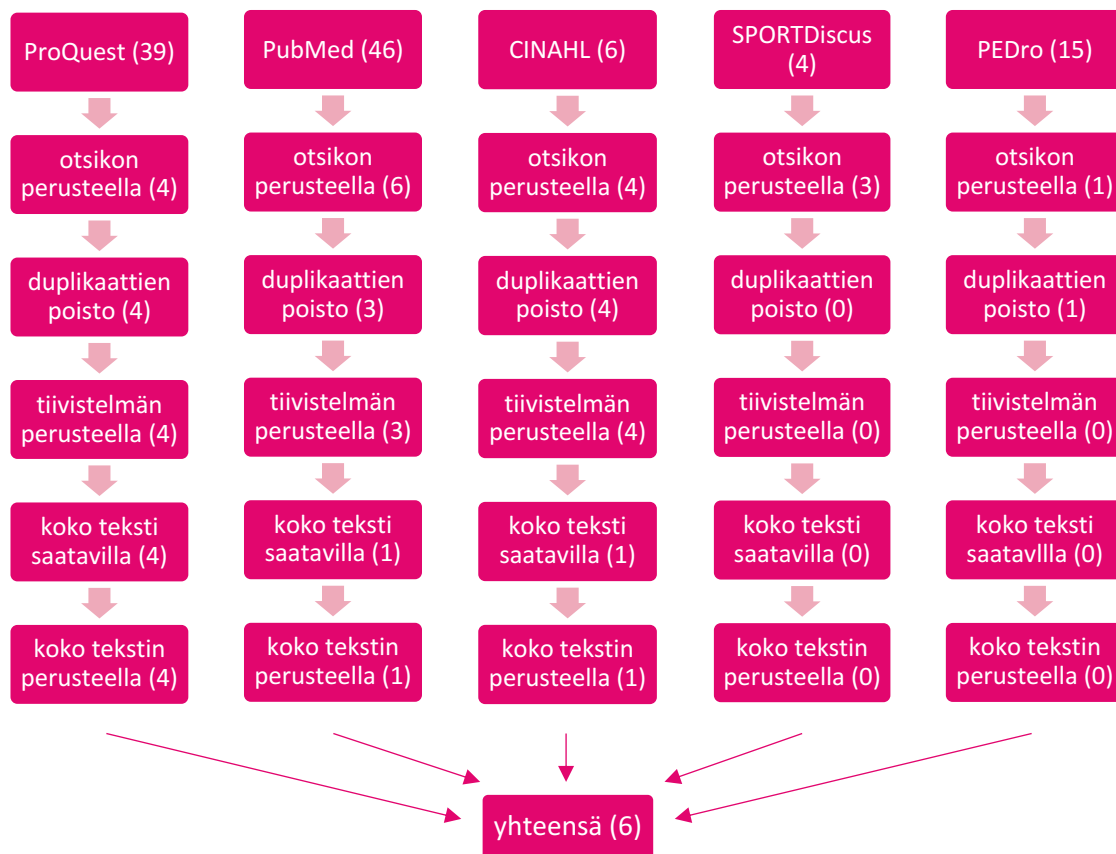 ProQuest (39)
PubMed (46)
CINAHL (6)
SPORTDiscus
(4)
PEDro (15)
otsikon
perusteella (4)
otsikon
perusteella (6)
otsikon
perusteella (4)
otsikon
perusteella (3)
otsikon
perusteella (1)
duplikaattien
poisto (4)
duplikaattien
poisto (3)
duplikaattien
poisto (4)
duplikaattien
poisto (0)
duplikaattien
poisto (1)
tiivistelmän
perusteella (4)
tiivistelmän
perusteella (3)
tiivistelmän
perusteella (4)
tiivistelmän
perusteella (0)
tiivistelmän
perusteella (0)
koko teksti
saatavilla (4)
koko teksti
saatavilla (1)
koko teksti
saatavilla (1)
koko teksti
saatavilla (0)
koko teksti
saatavllla (0)
koko tekstin
perusteella (4)
koko tekstin
perusteella (1)
koko tekstin
perusteella (1)
koko tekstin
perusteella (0)
koko tekstin
perusteella (0)
yhteensä (6)